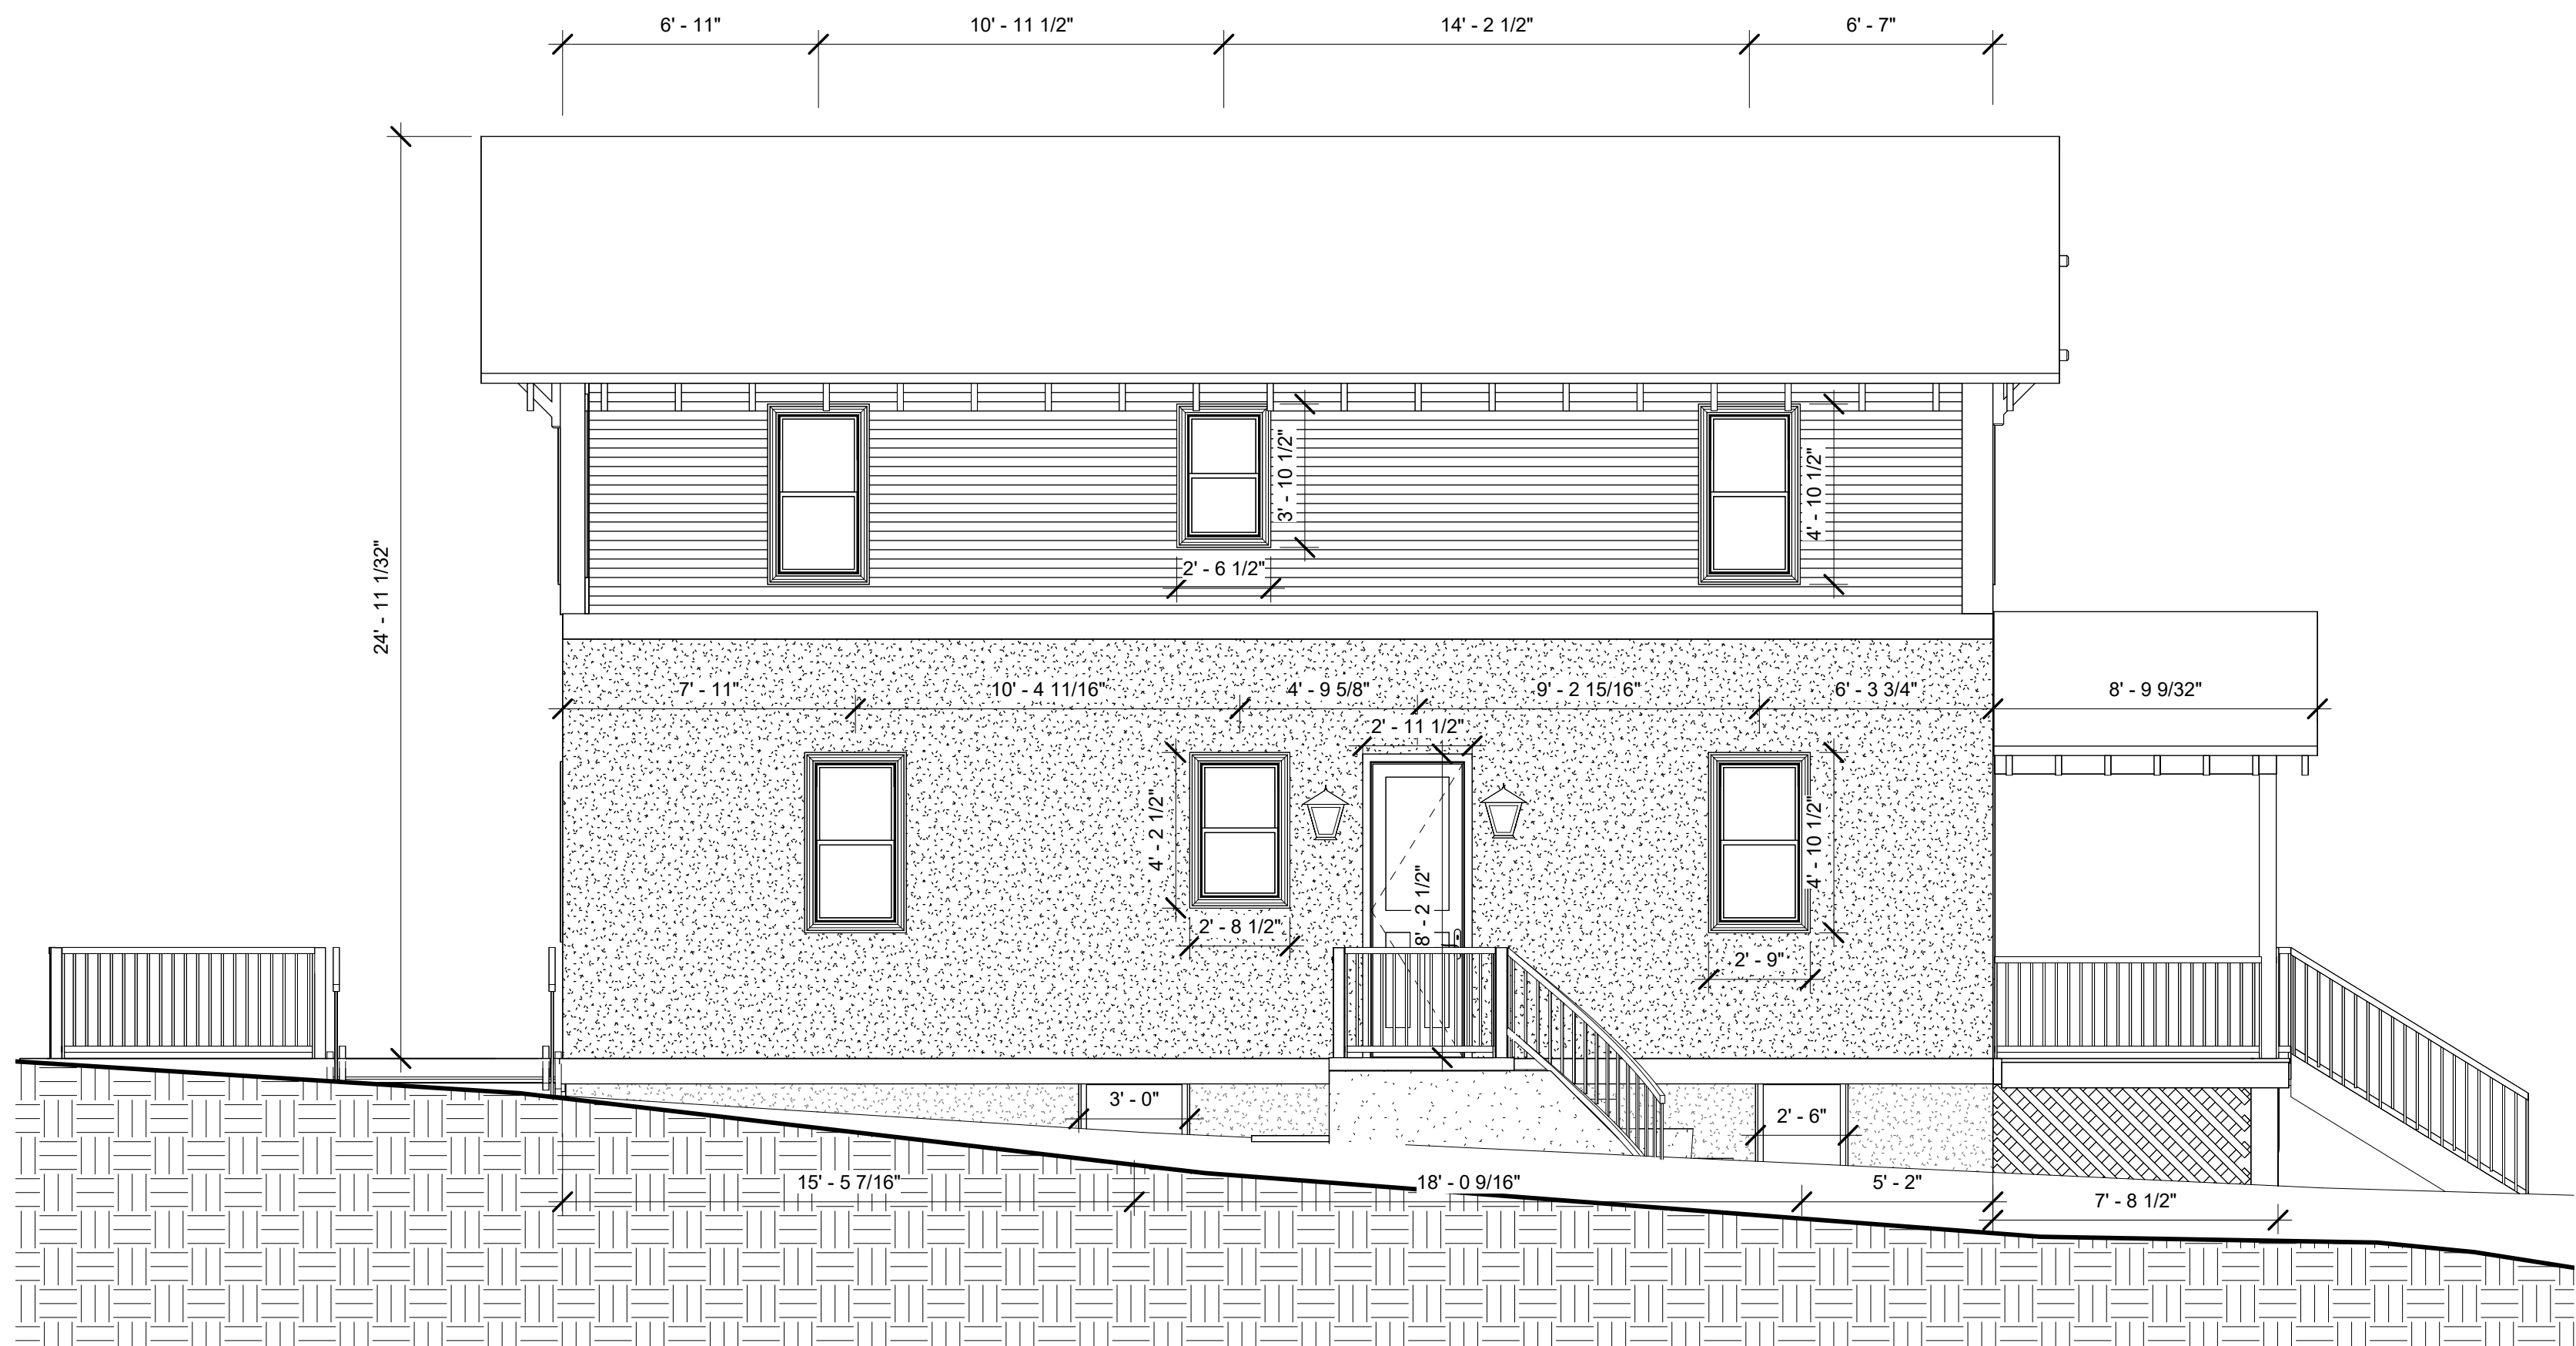 6' - 11" 10' - 11 1/2" 14' - 2 1/2" 6' - 7"
24' - 11 1/32"
3' - 10 1/2"
4' - 10 1/2"
2' - 6 1/2"
7' - 11" 10' - 4 11/16" 4' - 9 5/8" 9' - 2 15/16" 6' - 3 3/4" 8' - 9 9/32"
2' - 11 1/2"
4' - 2 1/2"
4' - 10 1/2"
8' - 2 1/2"
2' - 8 1/2"
2' - 9"
3' - 0"
2' - 6"
15' - 5 7/16" 18' - 0 9/16" 5' - 2"
7' - 8 1/2"